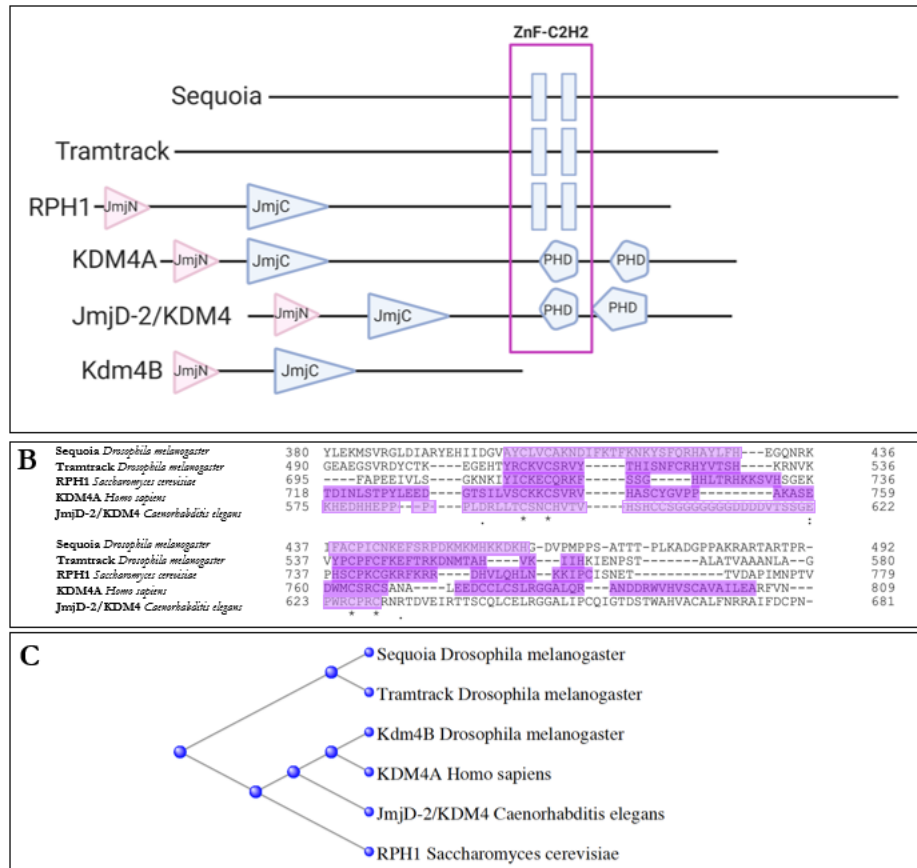 ZnF-C2H2
Sequoia
Tramtrack
RPH1 JmjN JmjC
KDM4A JmjN JmjC PHD PHD
JmjD-2/KDM4 JmjN JmjC PHD PHD
Kdm4B JmjN JmjC
B
Sequoia Drosophila melanogaster 380 YLEKMSVRGLDIARYEHIIDGVAYCLVCAKNDIFKTFKNKYSFQRHAYLFH---EGQNRK 436
Tramtrack Drosophila melanogaster 490 GEAEGSVRDYCTK----EGEHTYRCKVCSRVY-----THISNFCRHYVTSH---KRNVK 536
RPH1 Saccharomyces cerevisiae 695 -----FAPEEIVLS----GKNKIYICKECQRKF-----SSG---HHLTRHKKSVHSGEK 736
KDM4A Homo sapiens 718 TDINLSTPYLEED----GTSILVSCKKCSVRV-----HASCYGVPP-----AKASE 759
JmjD-2/KDM4 Caenorhabditis elegans 575 KHEDHHEPP--P-----PLDRLLTCSNCHVTV-----HSHCCSGGGGGGGDDDDVTSSGE 622
. * * :
Sequoia Drosophila melanogaster 437 IFACPICNKEFSRPDKMKMHKKDKHG-DVPMPPS-ATTT-PLKADGPPAKRARTARTPR- 492
Tramtrack Drosophila melanogaster 537 VYPCPFCFKEFTRKDNMTAH----VK---IIHKIENPST-----ALATVAAANLA-G 580
RPH1 Saccharomyces cerevisiae 737 PHSCPKCGKRFKRR----DHVLQHLN---KKIPCISNET----------TVDAPIMNPTV 779
KDM4A Homo sapiens 760 DWMCSRCSANA---LEEDCCLCSLRGGALQR----ANDDRWVHVSCAVAILEARFVN--- 809
JmjD-2/KDM4 Caenorhabditis elegans 623 PWRCPRCRNRTDVEIRTTSCQLCELRGGALIPCQIGTDSTWAHVACALFNRRAIFDCPN- 681
* * .
C
Sequoia Drosophila melanogaster
Tramtrack Drosophila melanogaster
Kdm4B Drosophila melanogaster
KDM4A Homo sapiens
JmjD-2/KDM4 Caenorhabditis elegans
RPH1 Saccharomyces cerevisiae